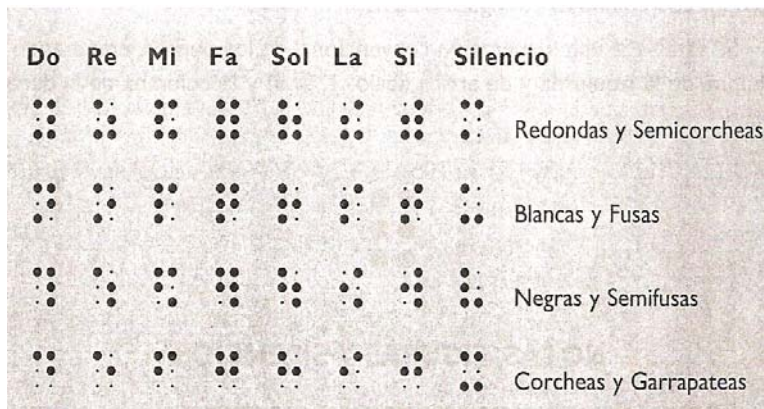 Do Re Mi Fa Sol La Si Silencio
Redondas y Semicorcheas
Blancas y Fusas
Negras y Semifusas
Corcheas y Garrapateas